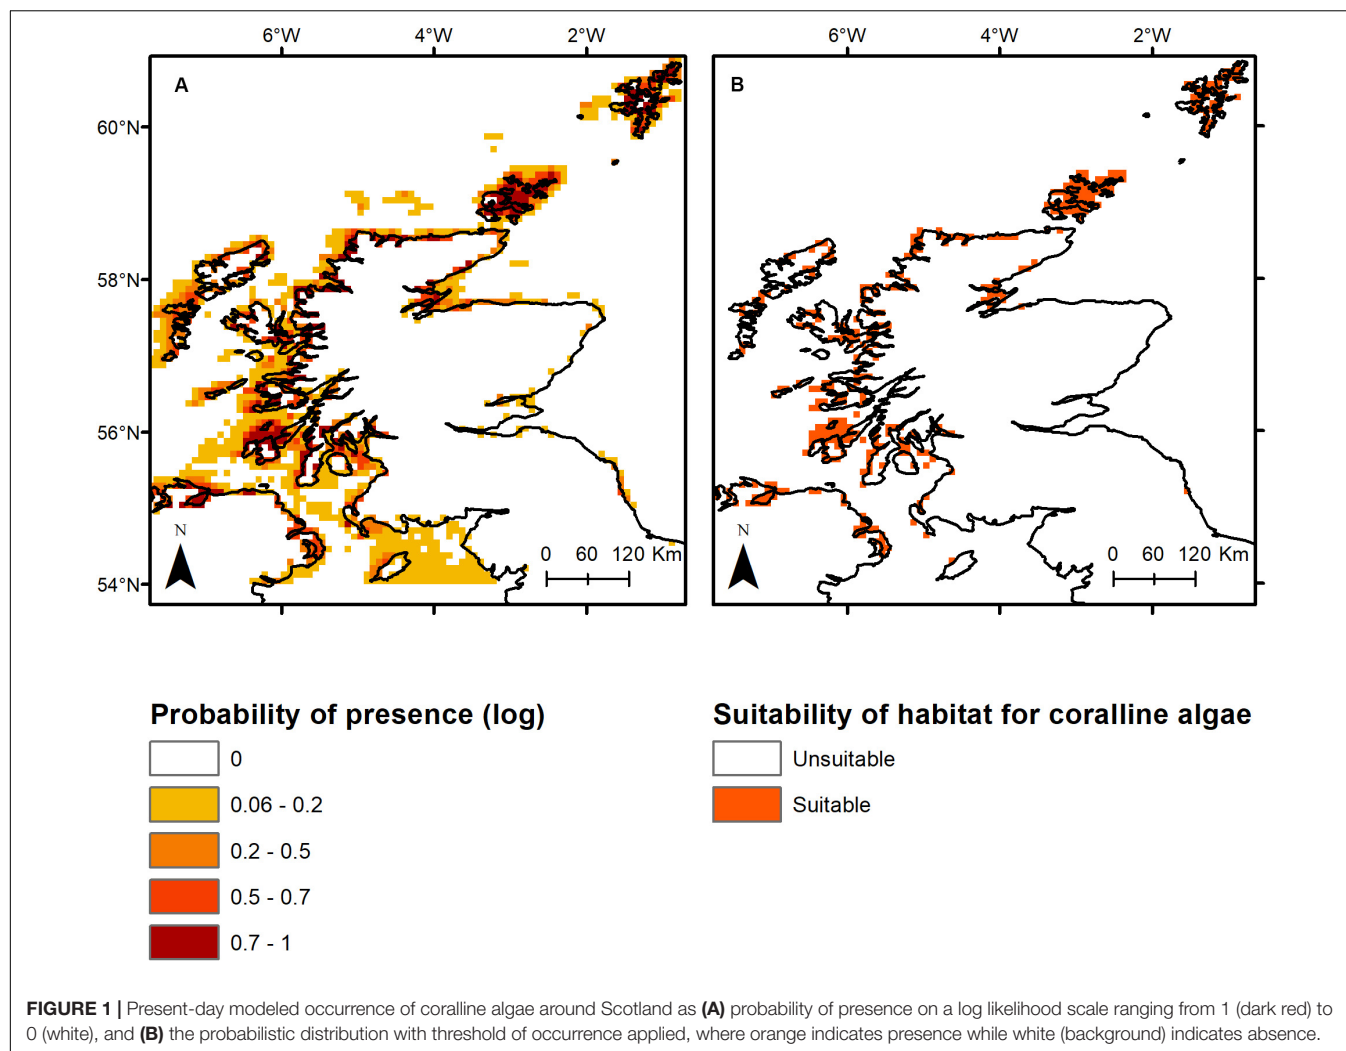 6°W 4°W 2°W 6°W 4°W 2°W
A B
60°N
58°N
56°N
54°N
N N
0 60 120 Km 0 60 120 Km
Probability of presence (log)
0
0.06 - 0.2
0.2 - 0.5
0.5 - 0.7
0.7 - 1
Suitability of habitat for coralline algae
Unsuitable
Suitable
FIGURE 1 | Present-day modeled occurrence of coralline algae around Scotland as (A) probability of presence on a log likelihood scale ranging from 1 (dark red) to
0 (white), and (B) the probabilistic distribution with threshold of occurrence applied, where orange indicates presence while white (background) indicates absence.